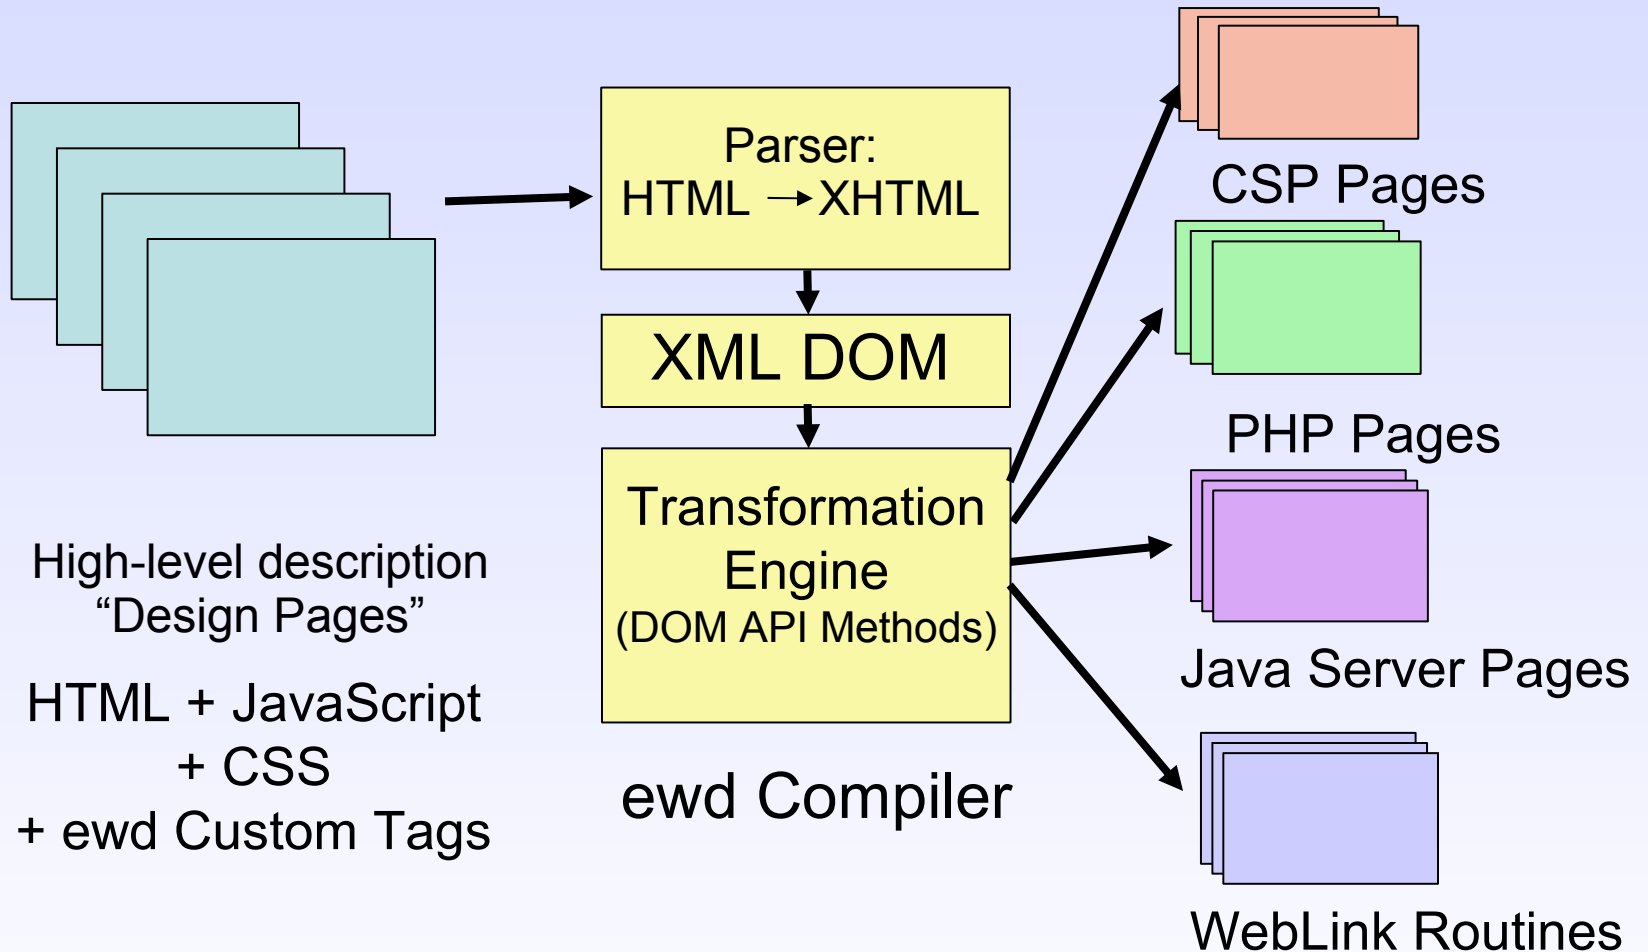 High-level description
“Design Pages”
HTML + JavaScript
+ CSS
+ ewd Custom Tags
Parser:
HTML → XHTML
XML DOM
Transformation
Engine
(DOM API Methods)
ewd Compiler
CSP Pages
PHP Pages
Java Server Pages
WebLink Routines